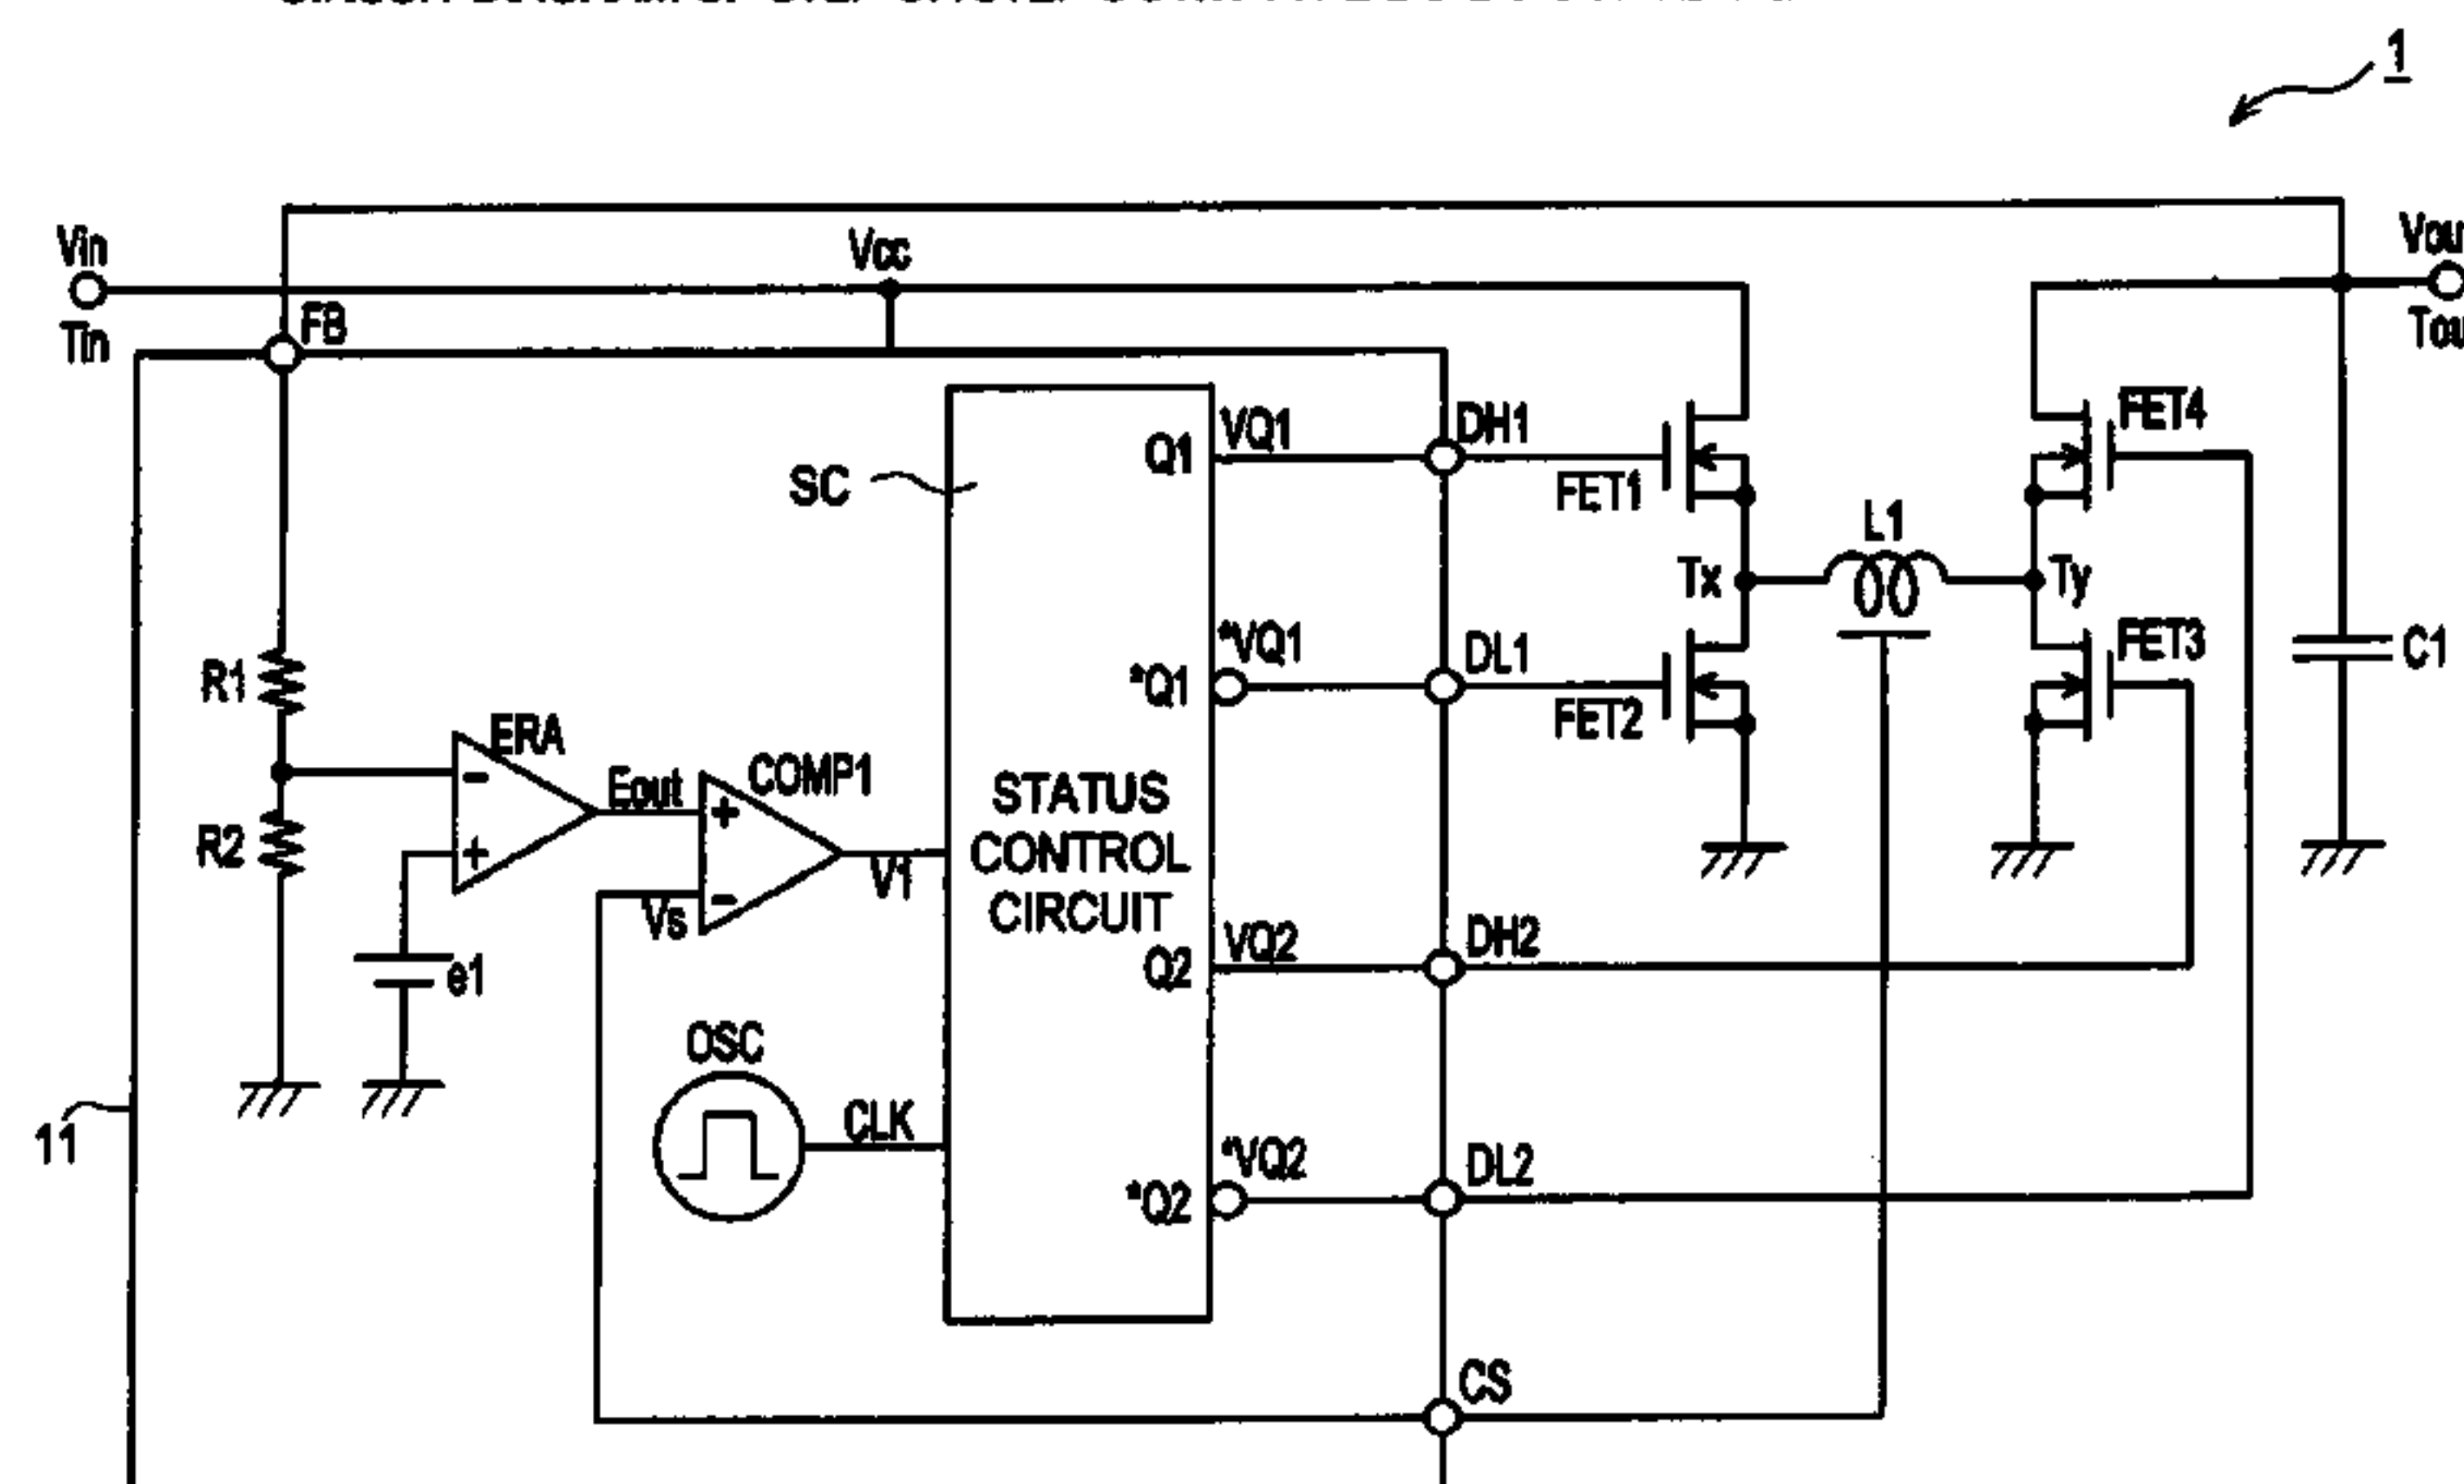 1
Vin
Vcc
Tin
FB
FET4
DH1
VQ1
Q1
SC
FET1
L1
Tx
Ty
*VQ1
DL1
FET3
*Q1
R1
C1
FET2
ERA
COMP1
Eout
STATUS
CONTROL
CIRCUIT
R2
V1
Vs
- + + -
VQ2
DH2
Q2
e1
OSC
CLK
11
*VQ2
DL2
*Q2
CS